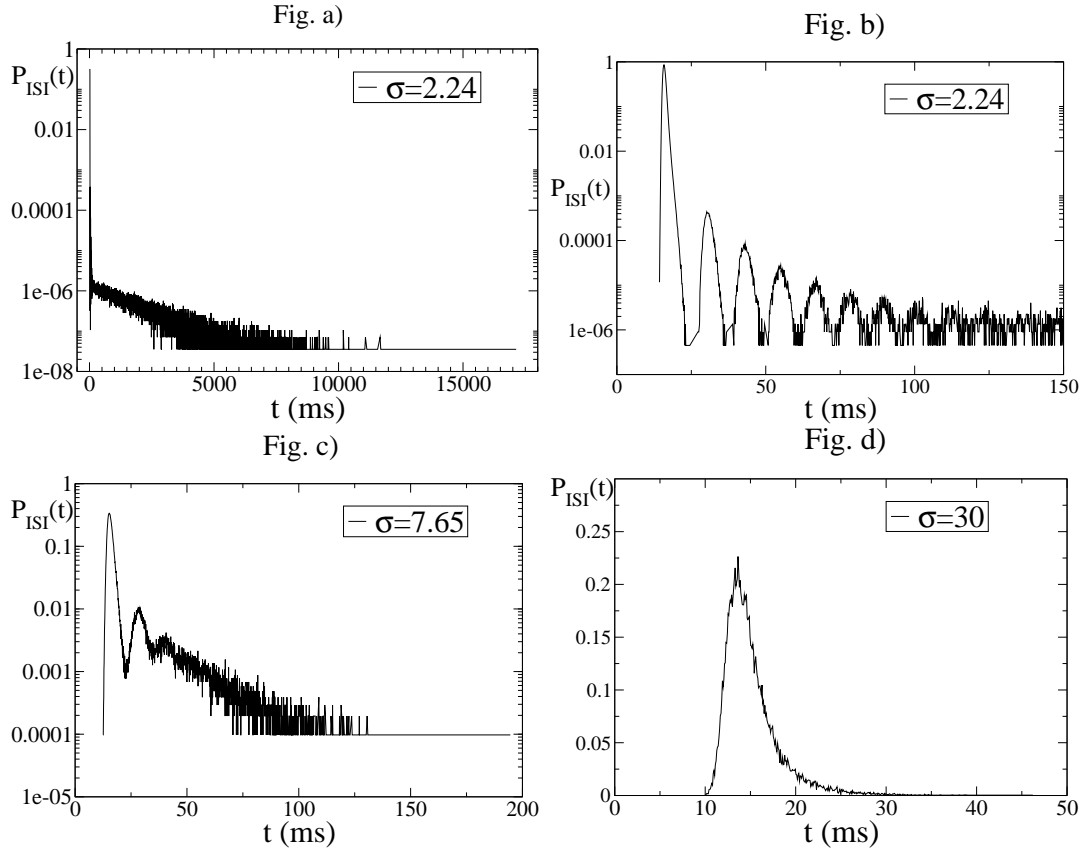 Fig. a)
P_ISI(t)
σ=2.24
1
0.01
0.0001
1e-06
1e-08
0 5000 10000 15000
t (ms)
Fig. b)
P_ISI(t)
σ=2.24
1
0.01
0.0001
1e-06
0 50 100 150
t (ms)
Fig. c)
P_ISI(t)
σ=7.65
1
0.1
0.01
0.001
0.0001
1e-05
0 50 100 150 200
t (ms)
Fig. d)
P_ISI(t)
σ=30
0.25
0.2
0.15
0.1
0.05
0
0 10 20 30 40 50
t (ms)